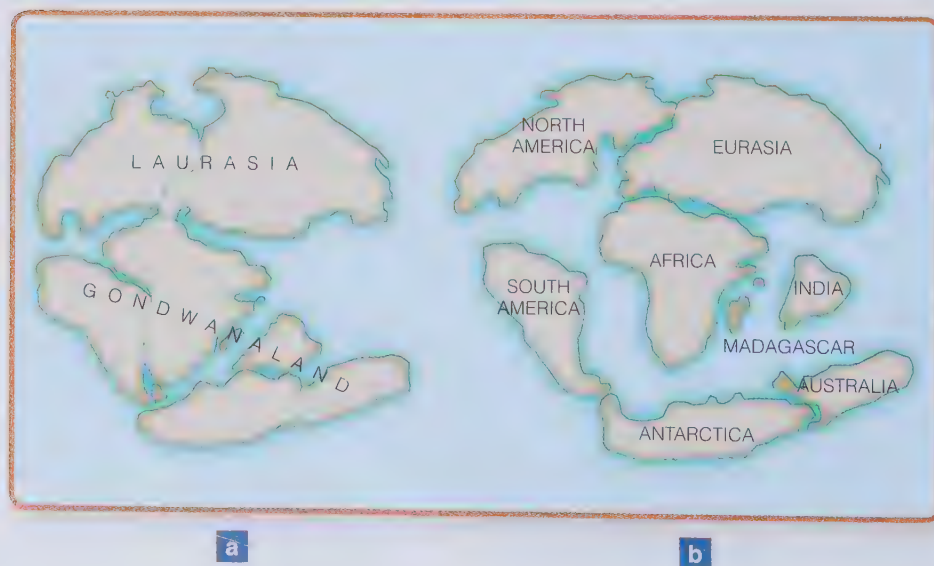 LAURASIA
GONDWANALAND
NORTH
AMERICA
EURASIA
AFRICA
SOUTH
AMERICA
INDIA
MADAGASCAR
AUSTRALIA
ANTARCTICA
a
b